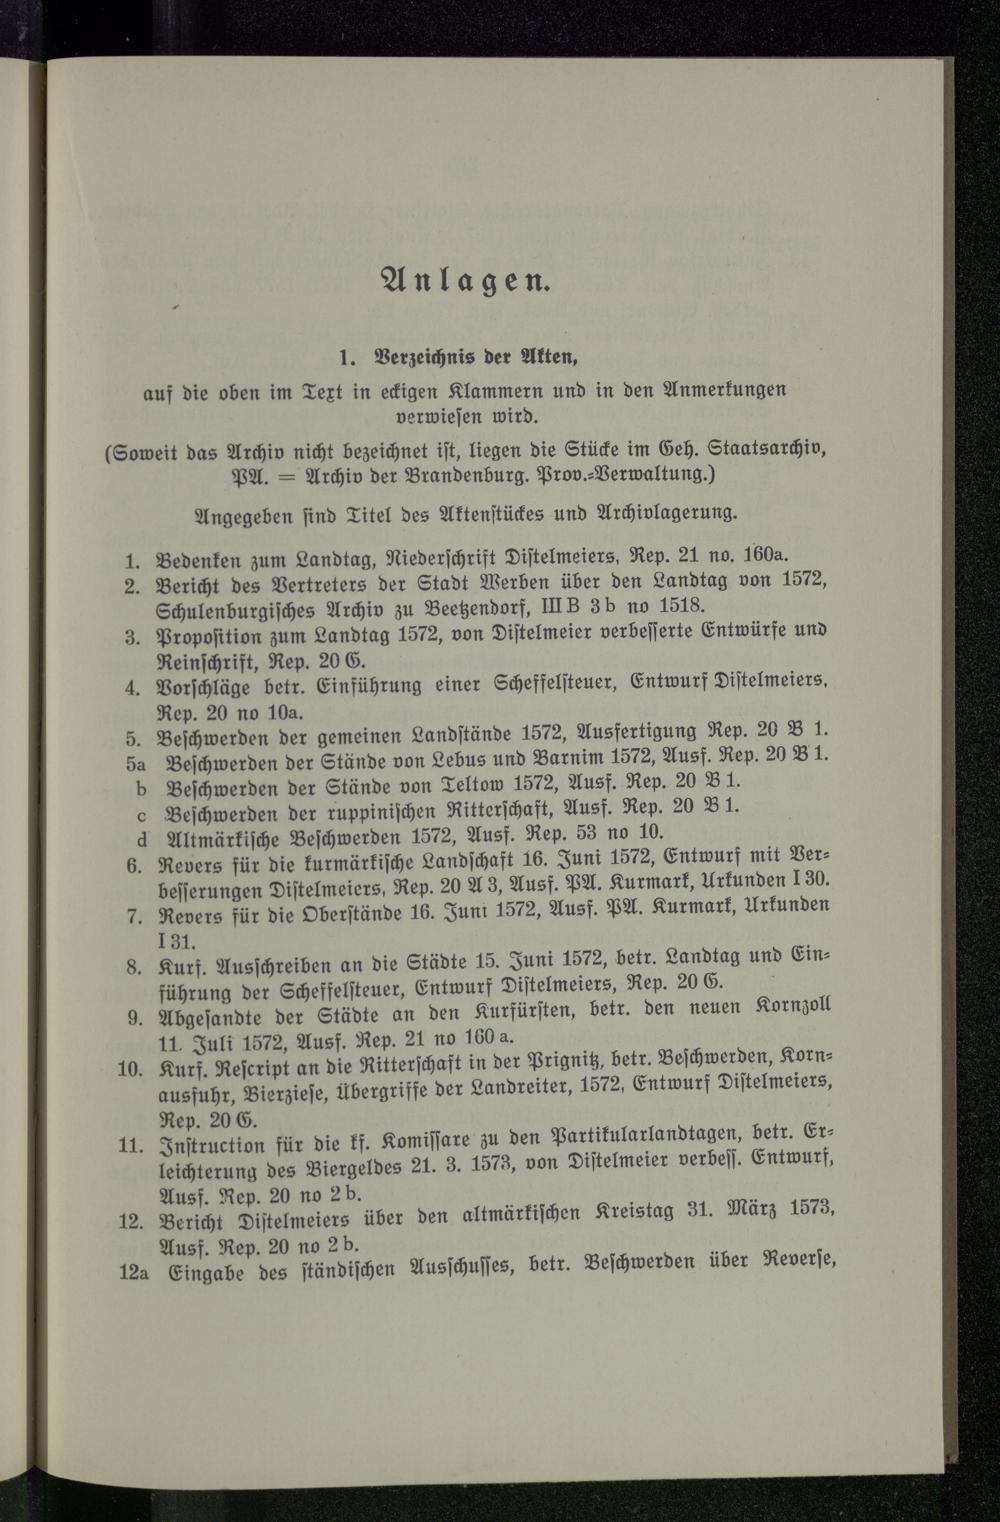 Anlagen.
1. Verzeichnis der Akten,
auf die oben im Text in eckigen Klammern und in den Anmerkungen
verwiesen wird.
(Soweit das Archiv nicht bezeichnet ist, liegen die Stücke im Geh. Staatsarchiv,
PA. = Archiv der Brandenburg. Prov.-Verwaltung.)
Angegeben sind Titel des Aktenstückes und Archivlagerung.
1. Bedenken zum Landtag, Niederschrift Distelmeiers, Rep. 21 no. 160a.
2. Bericht des Vertreters der Stadt Werben über den Landtag von 1572,
Schulenburgisches Archiv zu Beetzendorf, III B 3b no 1518.
3. Proposition zum Landtag 1572, von Distelmeier verbesserte Entwürfe und
Reinschrift, Rep. 20 G.
4. Vorschläge betr. Einführung einer Scheffelsteuer, Entwurf Distelmeiers,
Rep. 20 no 10a.
5. Beschwerden der gemeinen Landstände 1572, Ausfertigung Rep. 20 B 1.
5a Beschwerden der Stände von Lebus und Barnim 1572, Ausf. Rep. 20 B 1.
b Beschwerden der Stände von Teltow 1572, Ausf. Rep. 20 B 1.
c Beschwerden der ruppinischen Ritterschaft, Ausf. Rep. 20 B 1.
d Altmärkische Beschwerden 1572, Ausf. Rep. 53 no 10.
6. Revers für die kurmärkische Landschaft 16. Juni 1572, Entwurf mit Ver-
besserungen Distelmeiers, Rep. 20 A 3, Ausf. PA. Kurmark, Urkunden I 30.
7. Revers für die Oberstände 16. Juni 1572, Ausf. PA. Kurmark, Urkunden
I 31.
8. Kurf. Ausschreiben an die Städte 15. Juni 1572, betr. Landtag und Ein-
führung der Scheffelsteuer, Entwurf Distelmeiers, Rep. 20 G.
9. Abgesandte der Städte an den Kurfürsten, betr. den neuen Kornzoll
11. Juli 1572, Ausf. Rep. 21 no 160 a.
10. Kurf. Rescript an die Ritterschaft in der Prignitz, betr. Beschwerden, Korn-
ausfuhr, Bierziese, Übergriffe der Landreiter, 1572, Entwurf Distelmeiers,
Rep. 20 G.
11. Instruction für die kf. Komissare zu den Partikularlandtagen, betr. Er-
leichterung des Biergeldes 21. 3. 1573, von Distelmeier verbess. Entwurf,
Ausf. Rep. 20 no 2 b.
12. Bericht Distelmeiers über den altmärkischen Kreistag 31. März 1573,
Ausf. Rep. 20 no 2 b.
12a Eingabe des ständischen Ausschusses, betr. Beschwerden über Reverse,